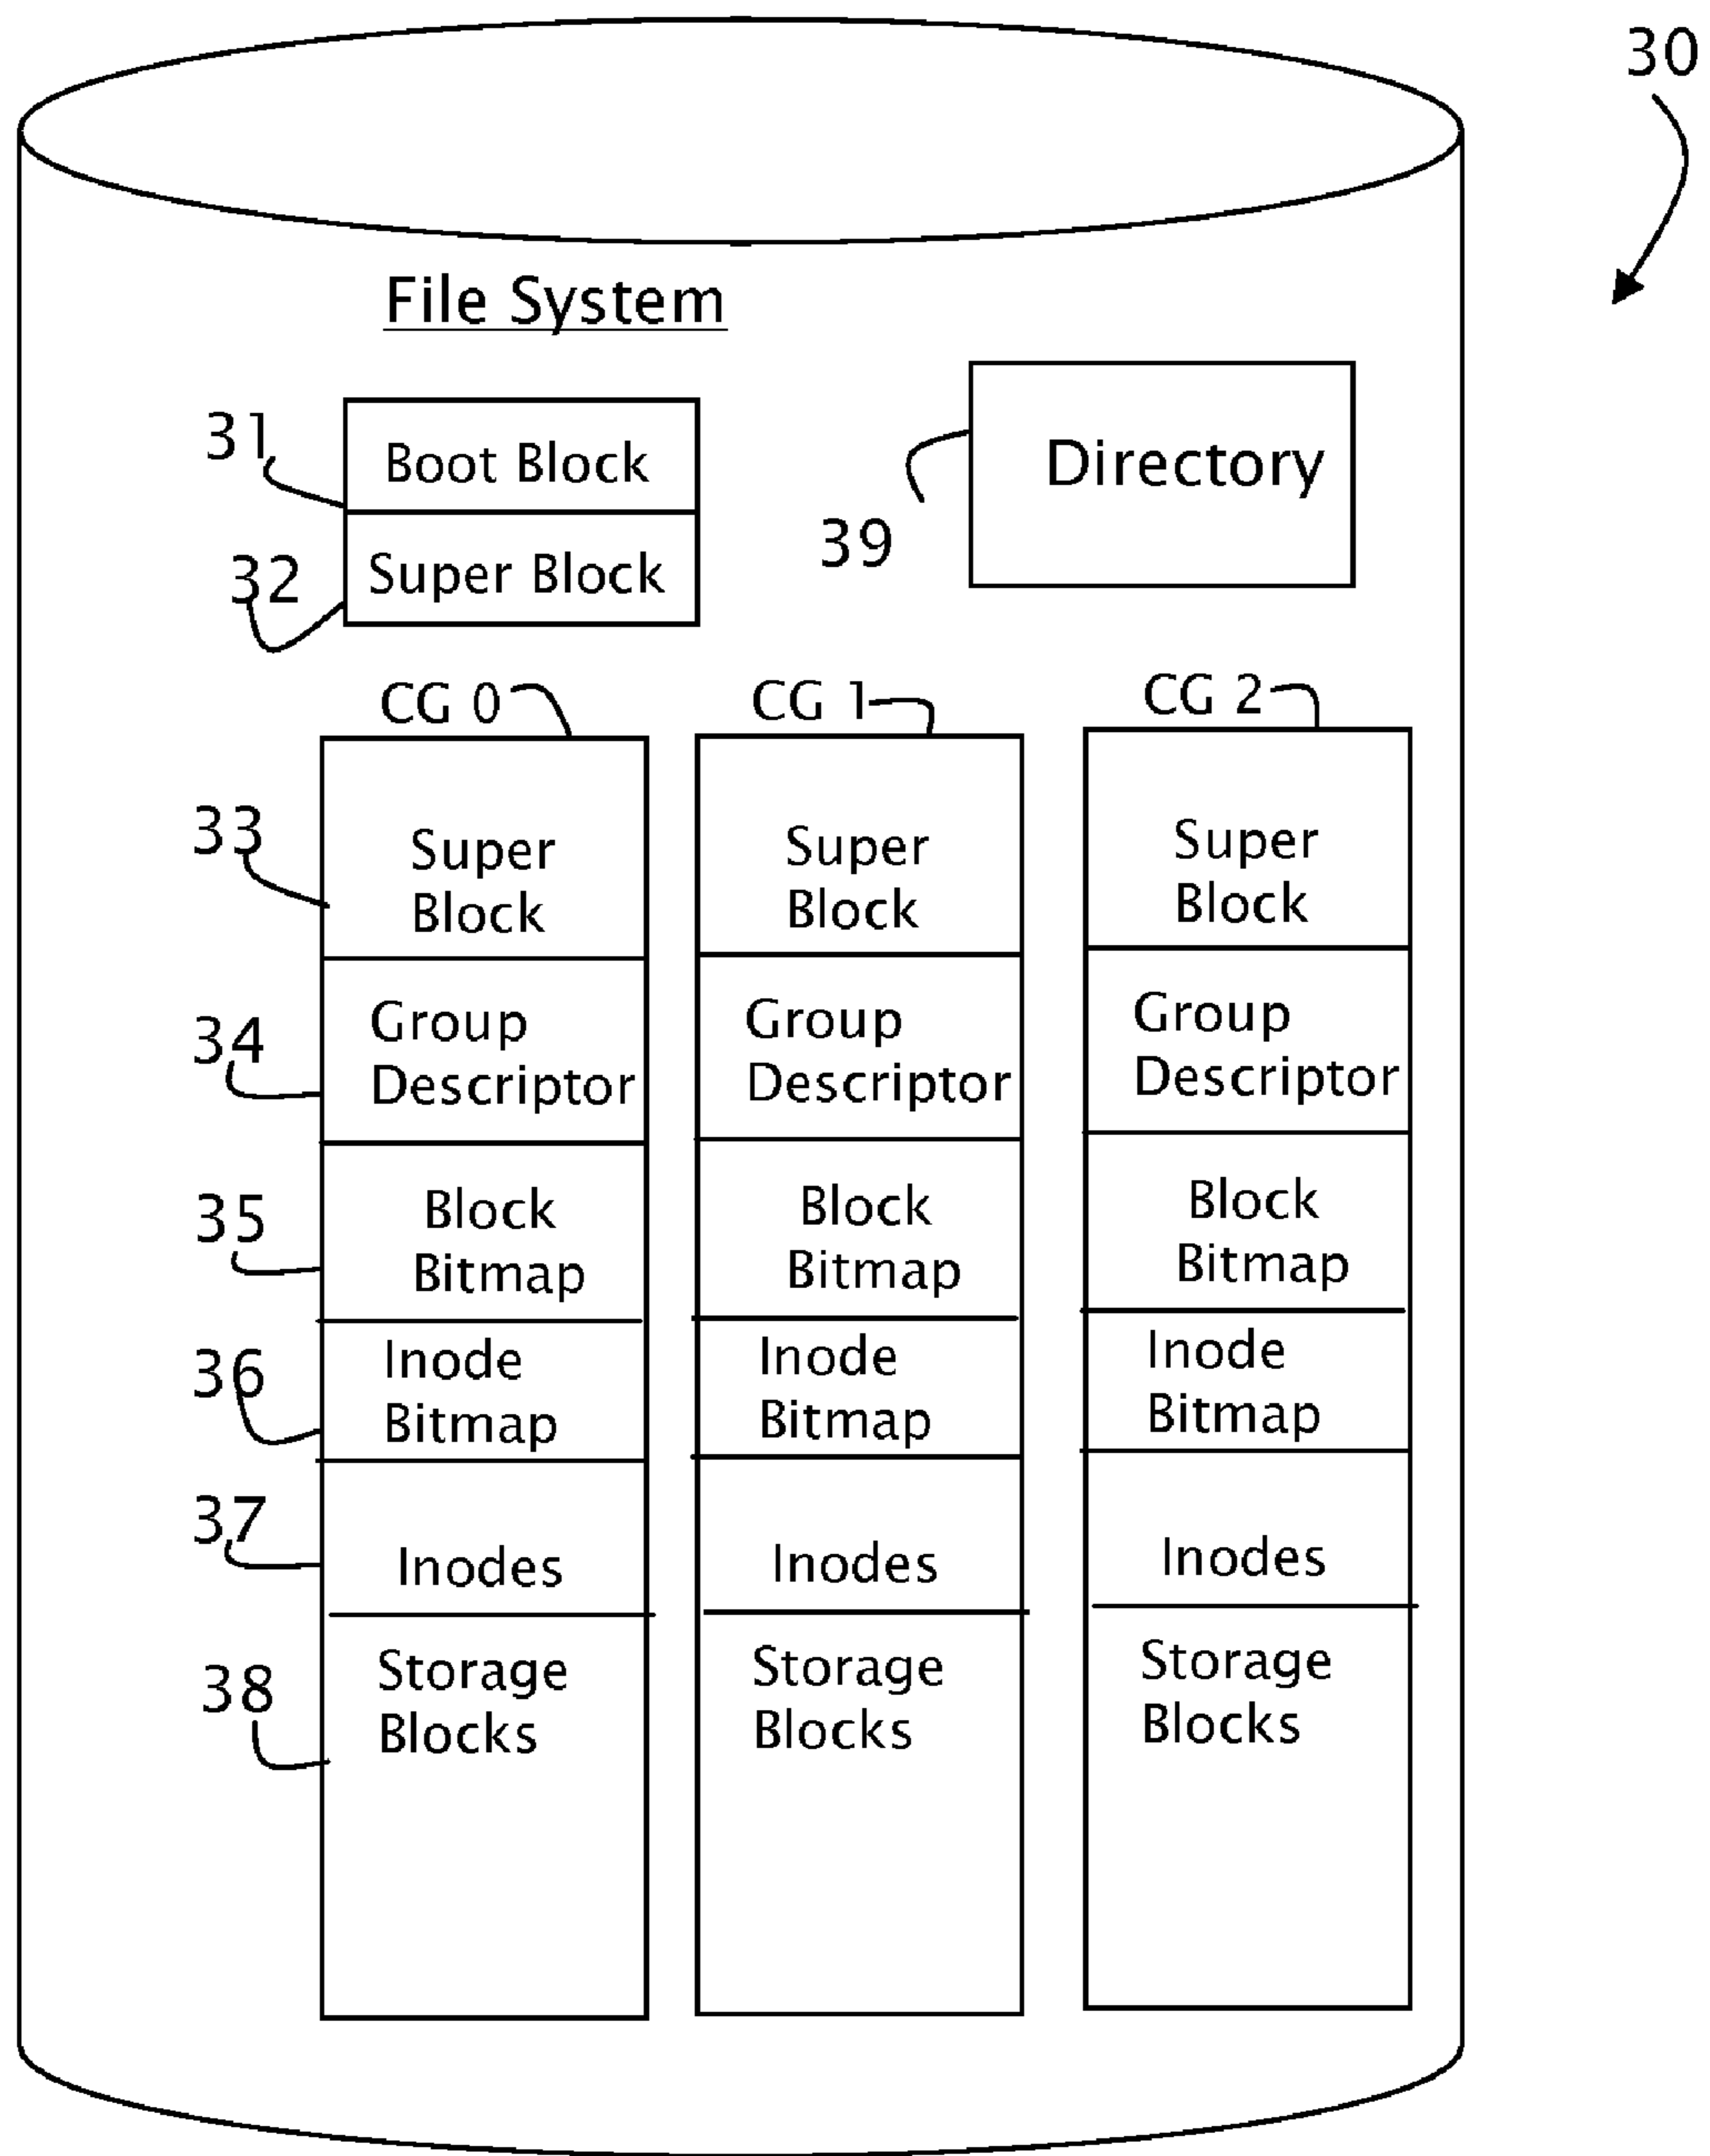 30
File System
31
Boot Block
Directory
39
32
Super Block
CG 0
CG 1
CG 2
33
Super
Block
34
Group
Descriptor
35
Block
Bitmap
36
Inode
Bitmap
37
Inodes
38
Storage
Blocks
Super
Block
Group
Descriptor
Block
Bitmap
Inode
Bitmap
Inodes
Storage
Blocks
Super
Block
Group
Descriptor
Block
Bitmap
Inode
Bitmap
Inodes
Storage
Blocks